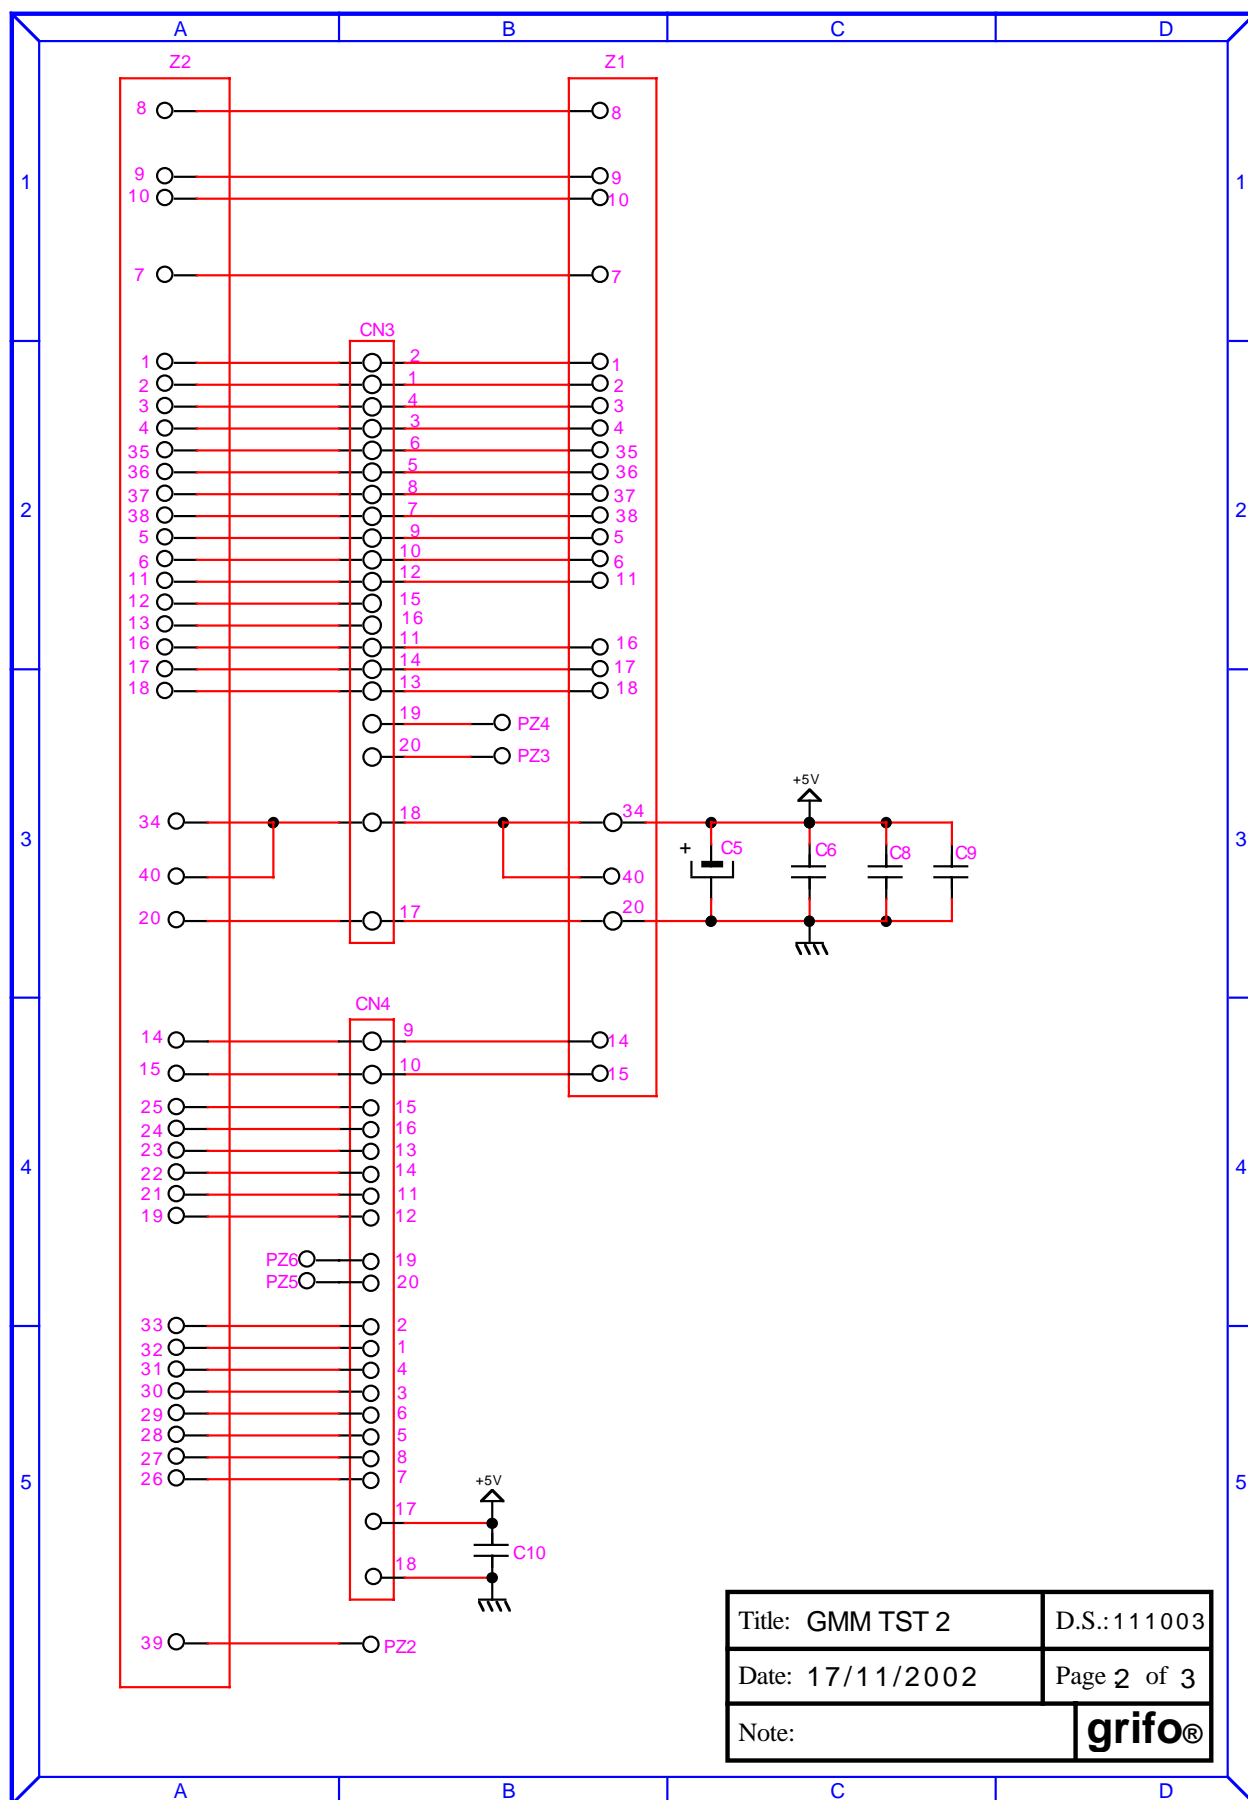 A B C D
Z2 Z1
8 8
9 9
1 1
10 10
7 7
CN3
1 2 1
2 1 2
3 4 3
4 3 4
35 6 35
36 5 36
37 8 37
2 38 7 38 2
5 9 5
6 10 6
11 12 11
12 15
13 16
16 11 16
17 14 17
18 13 18
19 PZ4
20 PZ3
+5V
34 18 34
3 + C5 C6 C8 C9 3
40 40
20 17 20
CN4
14 9 14
15 10 15
25 15
24 16
23 13
4 22 14 4
21 11
19 12
PZ6 19
PZ5 20
33 2
32 1
31 4
30 3
29 6
28 5
27 8
5 26 7 +5V 5
17
C10
18
39 PZ2
Title: GMM TST 2 D.S.:111003
Date: 17/11/2002 Page 2 of 3
Note: grifo®
A B C D